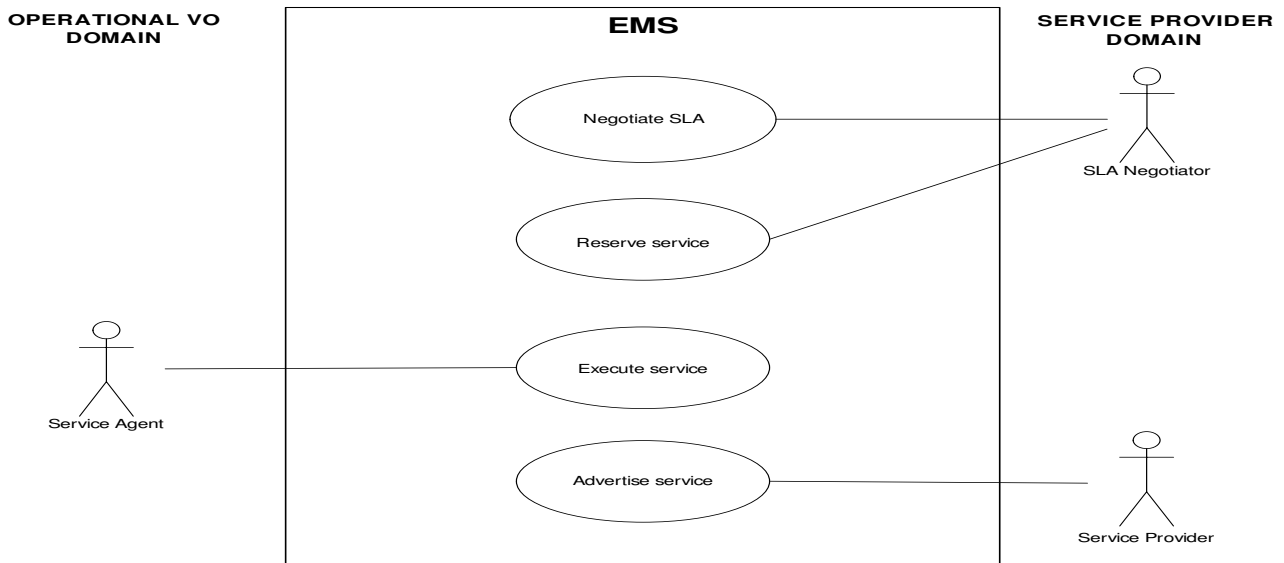 OPERATIONAL VO
DOMAIN
EMS
SERVICE PROVIDER
DOMAIN
Negotiate SLA
SLA Negotiator
Reserve service
Execute service
Service Agent
Advertise service
Service Provider